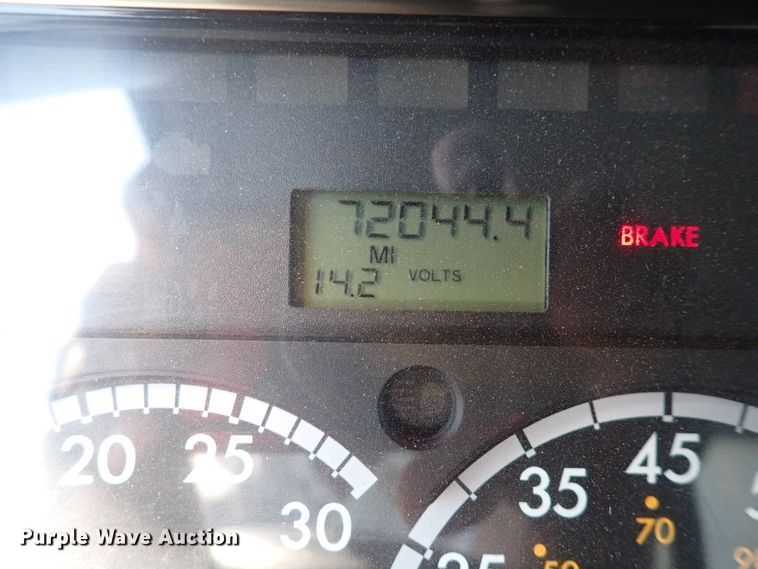 72044.4
MI
14.2 VOLTS
BRAKE
20 25 30
35 45
70
Purple Wave Auction